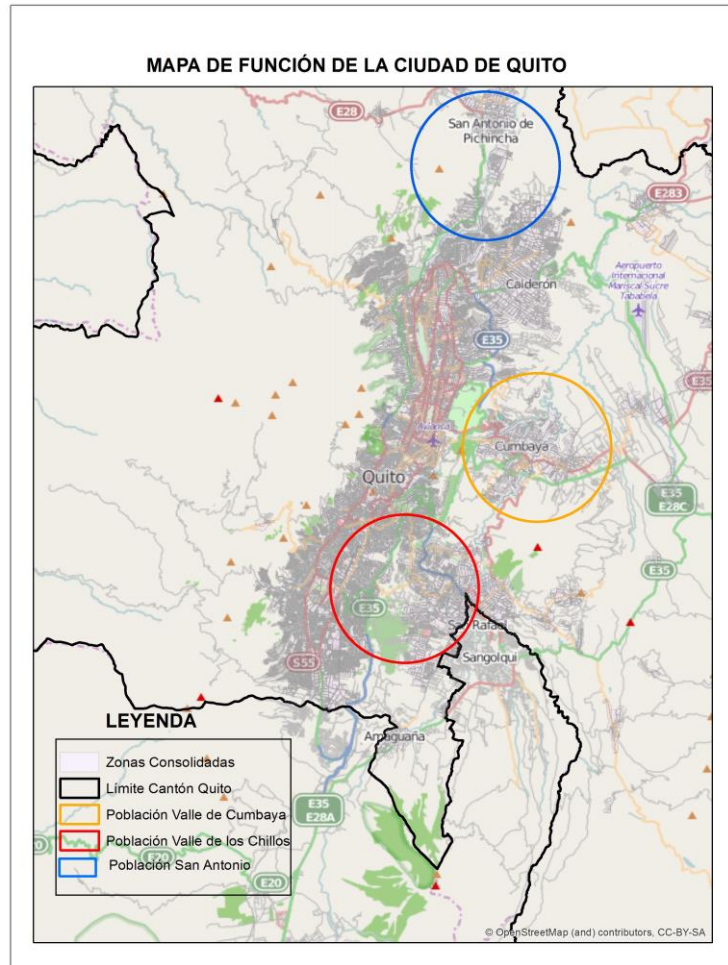 MAPA DE FUNCIÓN DE LA CIUDAD DE QUITO
E28
San Antonio de
Pichincha
E283
Aeropuerto
Internacional
Mariscal Sucre
Tababela
Calderón
E35
E35
Cumbaya
Quito
E35
E28C
E35
E35
San Rafael
S55
Sangolqui
LEYENDA
Amaguaña
Zonas Consolidadas
Límite Cantón Quito
Población Valle de Cumbaya
Población Valle de los Chillos
Población San Antonio
E35
E28A
E20
E20
© OpenStreetMap (and) contributors, CC-BY-SA